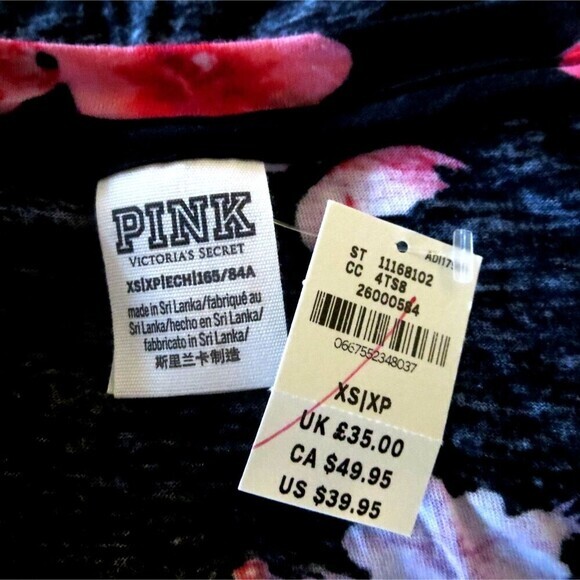 PINK
VICTORIA'S SECRET
XS|XP|ECH|165/84A
made in Sri Lanka/fabriqué au
Sri Lanka/hecho en Sri Lanka/
fabbricato in Sri Lanka/
斯里兰卡制造
ST 11168102
CC 4TS8
26000584
0667552348037
XS|XP
UK £35.00
CA $49.95
US $39.95